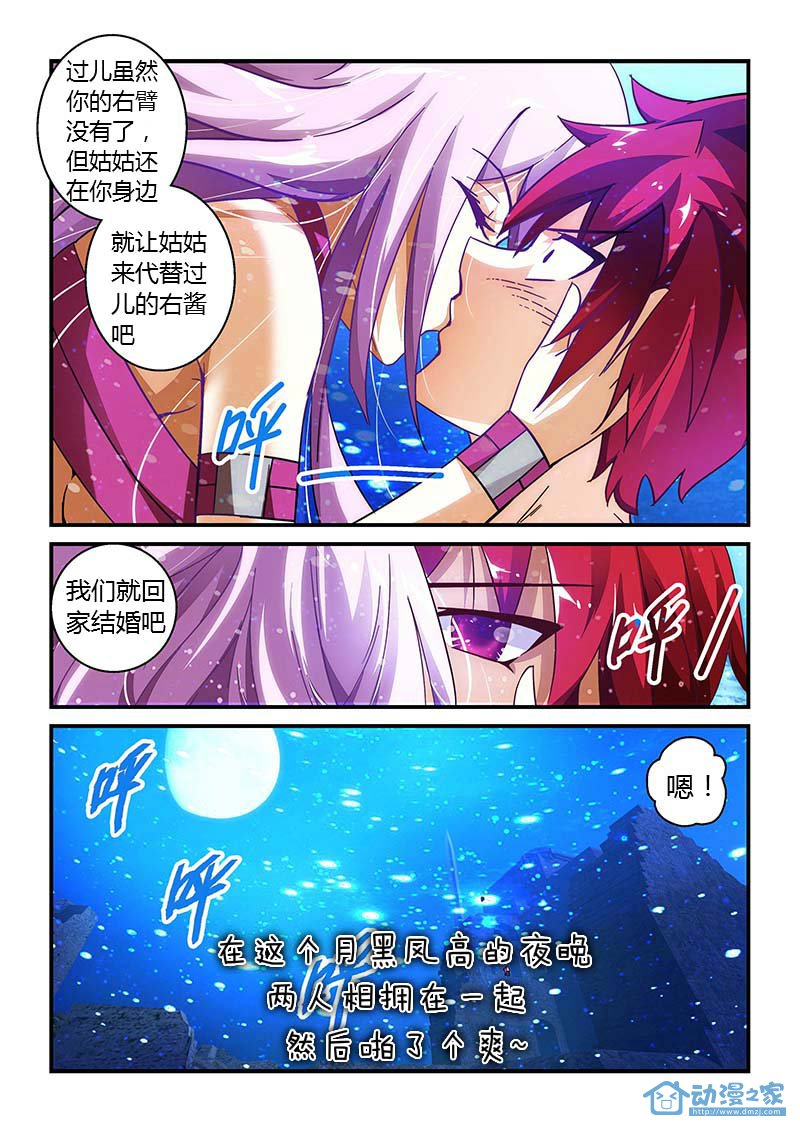 过儿虽然
你的右臂
没有了，
但姑姑还
在你身边
就让姑姑
来代替过
儿的右酱
吧
呼
我们就回
家结婚吧
呼
嗯！
呼
呼
呼
在这个月黑风高的夜晚
两人相拥在一起
然后啪了个爽~
动漫之家
http://www.dmzj.com